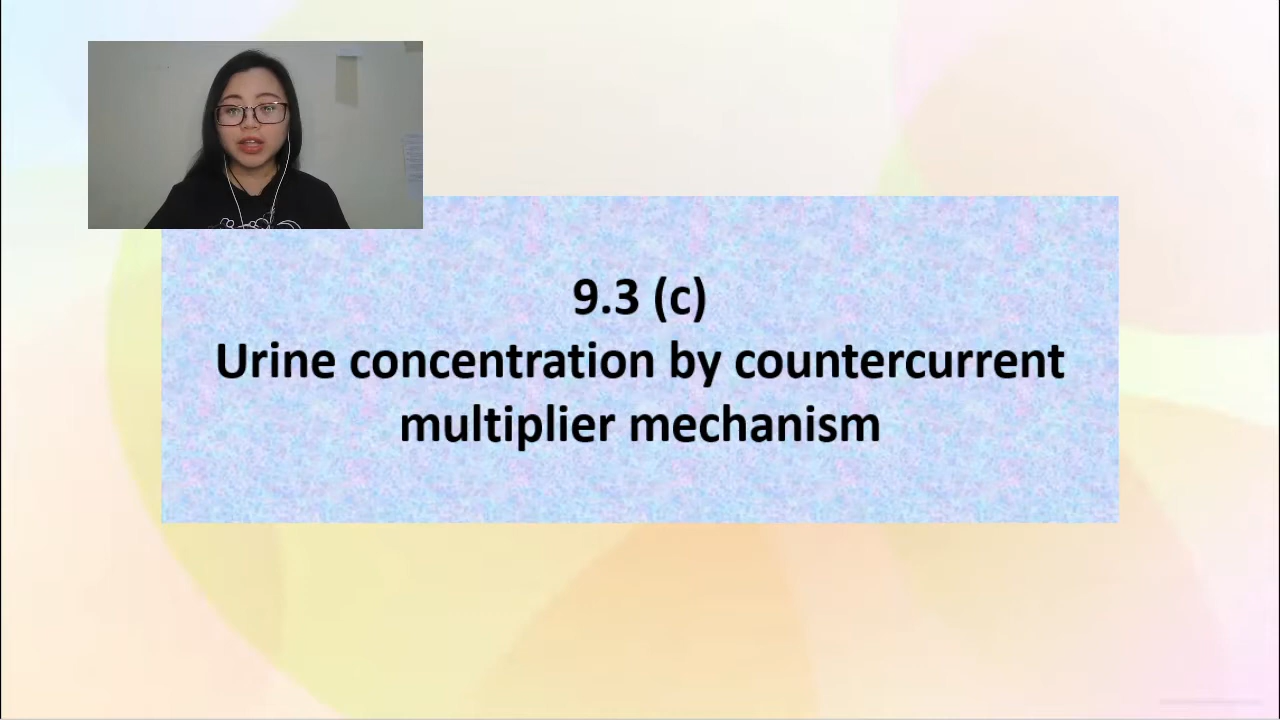 9.3 (c)
Urine concentration by countercurrent
multiplier mechanism